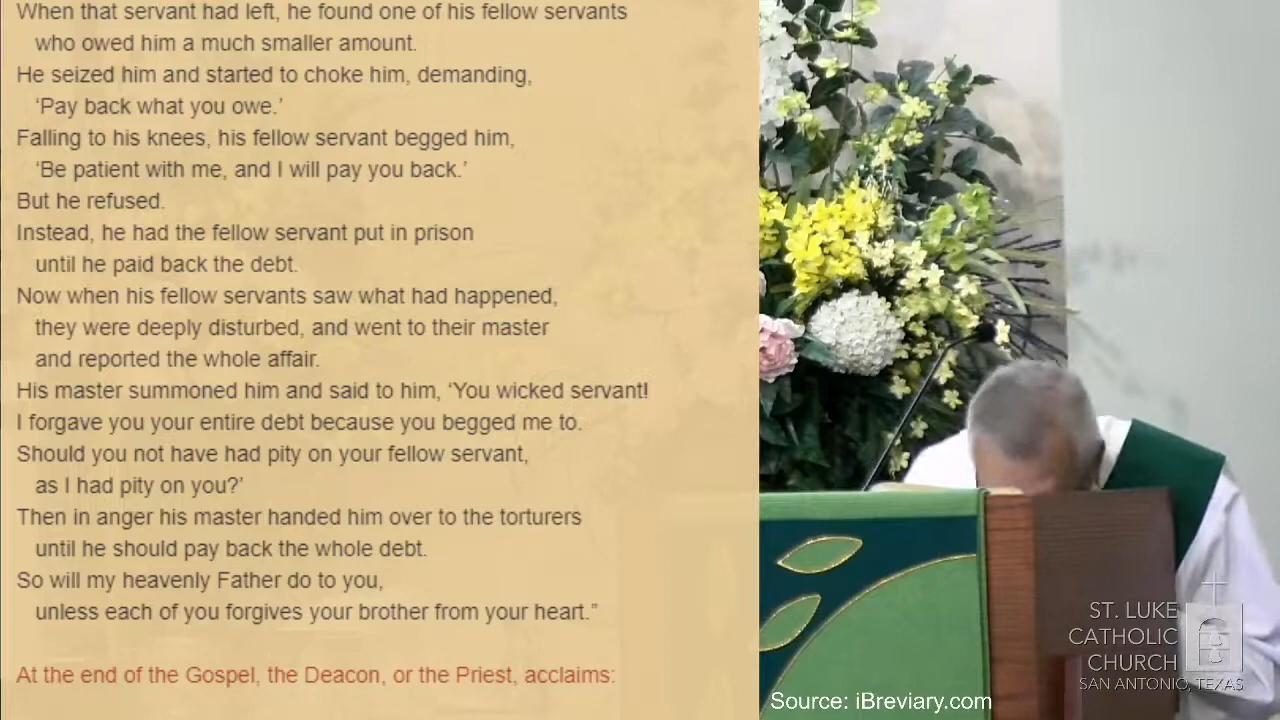 When that servant had left, he found one of his fellow servants
who owed him a much smaller amount.
He seized him and started to choke him, demanding,
‘Pay back what you owe.’
Falling to his knees, his fellow servant begged him,
‘Be patient with me, and I will pay you back.’
But he refused.
Instead, he had the fellow servant put in prison
until he paid back the debt.
Now when his fellow servants saw what had happened,
they were deeply disturbed, and went to their master
and reported the whole affair.
His master summoned him and said to him, ‘You wicked servant!
I forgave you your entire debt because you begged me to.
Should you not have had pity on your fellow servant,
as I had pity on you?’
Then in anger his master handed him over to the torturers
until he should pay back the whole debt.
So will my heavenly Father do to you,
unless each of you forgives your brother from your heart.”
At the end of the Gospel, the Deacon, or the Priest, acclaims:
ST. LUKE
CATHOLIC
CHURCH
SAN ANTONIO, TEXAS
Source: iBreviary.com